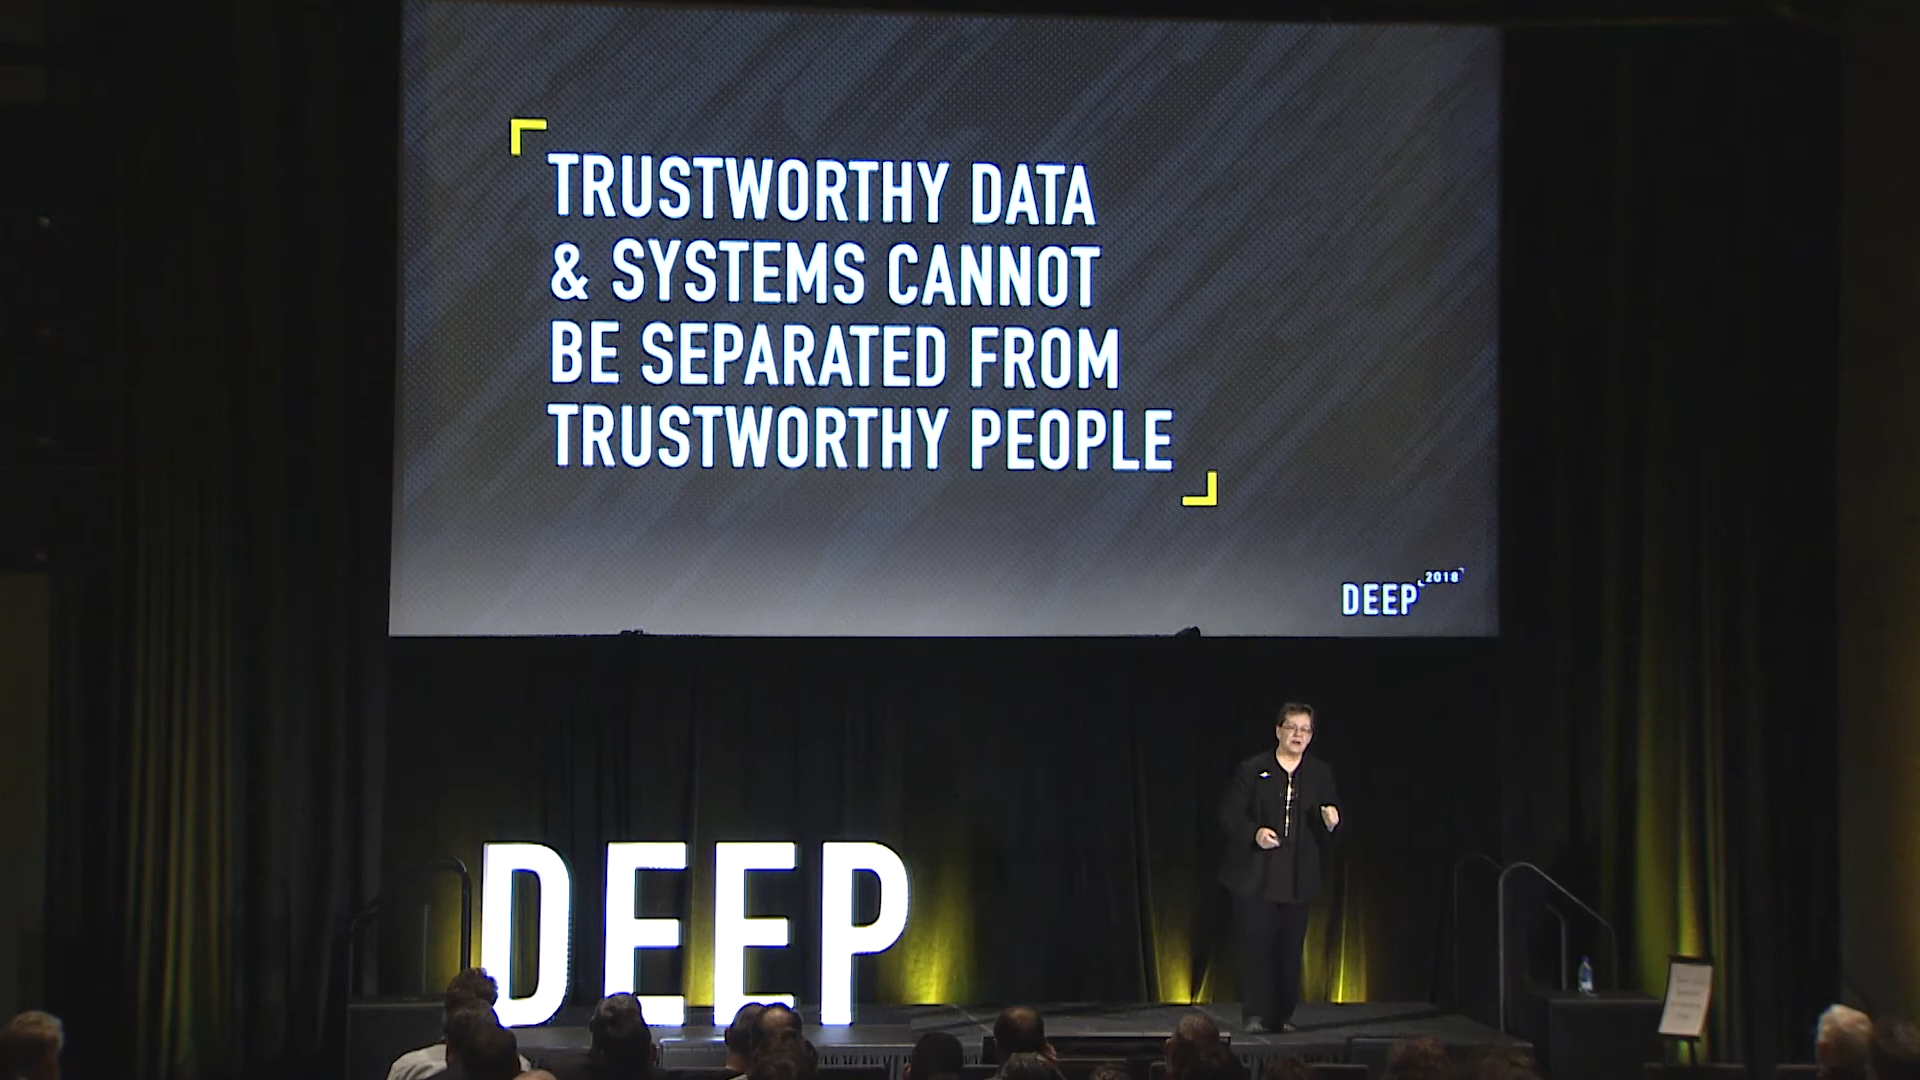 TRUSTWORTHY DATA
& SYSTEMS CANNOT
BE SEPARATED FROM
TRUSTWORTHY PEOPLE
DEEP 2018
DEEP